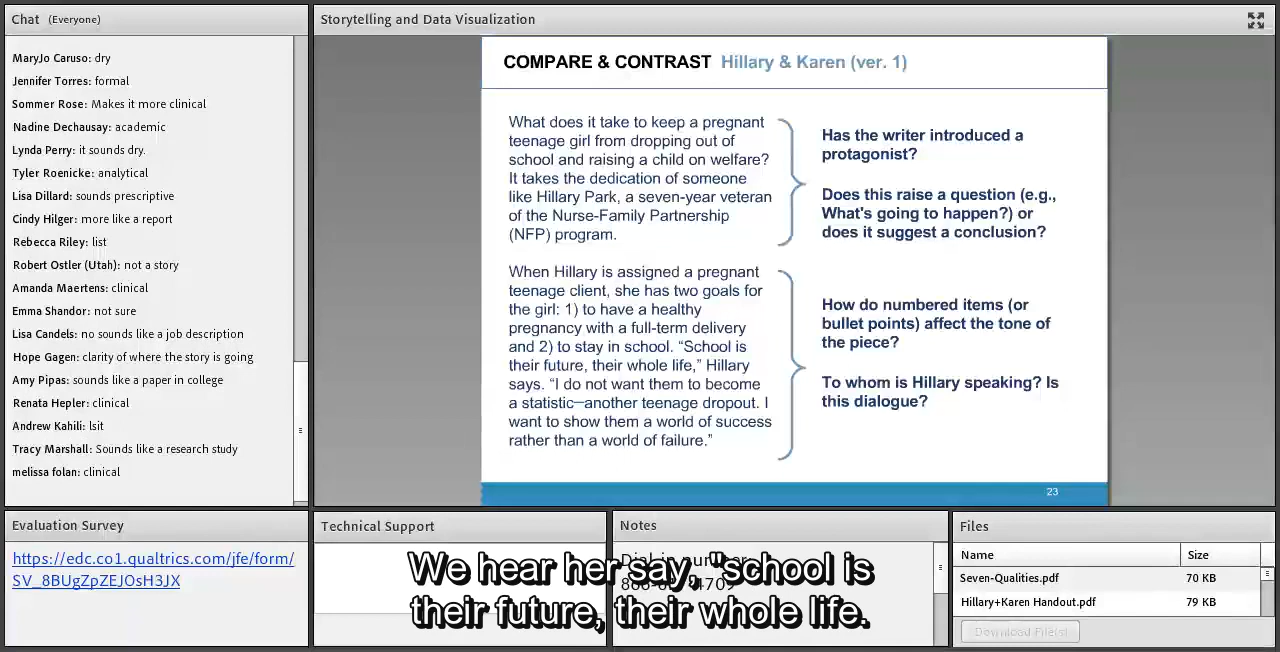 Chat (Everyone)
MaryJo Caruso: dry
Jennifer Torres: formal
Sommer Rose: Makes it more clinical
Nadine Dechausay: academic
Lynda Perry: it sounds dry.
Tyler Roenicke: analytical
Lisa Dillard: sounds prescriptive
Cindy Hilger: more like a report
Rebecca Riley: list
Robert Ostler (Utah): not a story
Amanda Maertens: clinical
Emma Shandor: not sure
Lisa Candels: no sounds like a job description
Hope Gagen: clarity of where the story is going
Amy Pipas: sounds like a paper in college
Renata Hepler: clinical
Andrew Kahili: lsit
Tracy Marshall: Sounds like a research study
melissa folan: clinical
Storytelling and Data Visualization
COMPARE & CONTRAST Hillary & Karen (ver. 1)
What does it take to keep a pregnant
teenage girl from dropping out of
school and raising a child on welfare?
It takes the dedication of someone
like Hillary Park, a seven-year veteran
of the Nurse-Family Partnership
(NFP) program.
Has the writer introduced a
protagonist?
Does this raise a question (e.g.,
What's going to happen?) or
does it suggest a conclusion?
When Hillary is assigned a pregnant
teenage client, she has two goals for
the girl: 1) to have a healthy
pregnancy with a full-term delivery
and 2) to stay in school. “School is
their future, their whole life,” Hillary
says. “I do not want them to become
a statistic—another teenage dropout. I
want to show them a world of success
rather than a world of failure.”
How do numbered items (or
bullet points) affect the tone of
the piece?
To whom is Hillary speaking? Is
this dialogue?
23
Evaluation Survey
https://edc.co1.qualtrics.com/jfe/form/
SV_8BUgZpZEJOsH3JX
Technical Support
Notes
Dial-in number
Files
Name Size
Seven-Qualities.pdf 70 KB
Hillary+Karen Handout.pdf 79 KB
Download File(s)
We hear her say, "school is
their future, their whole life.